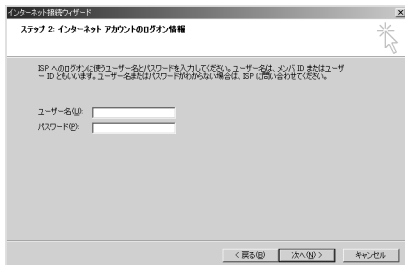 インターネット接続ウィザード
ステップ 2: インターネット アカウントのログオン情報
ISP へのログオンに使うユーザー名とパスワードを入力してください。ユーザー名は、メンバ ID またはユーザ
ー ID ともいいます。ユーザー名またはパスワードがわからない場合は、ISP に問い合わせてください。
ユーザー名(U):
パスワード(P):
< 戻る(B)
次へ(N) >
キャンセル